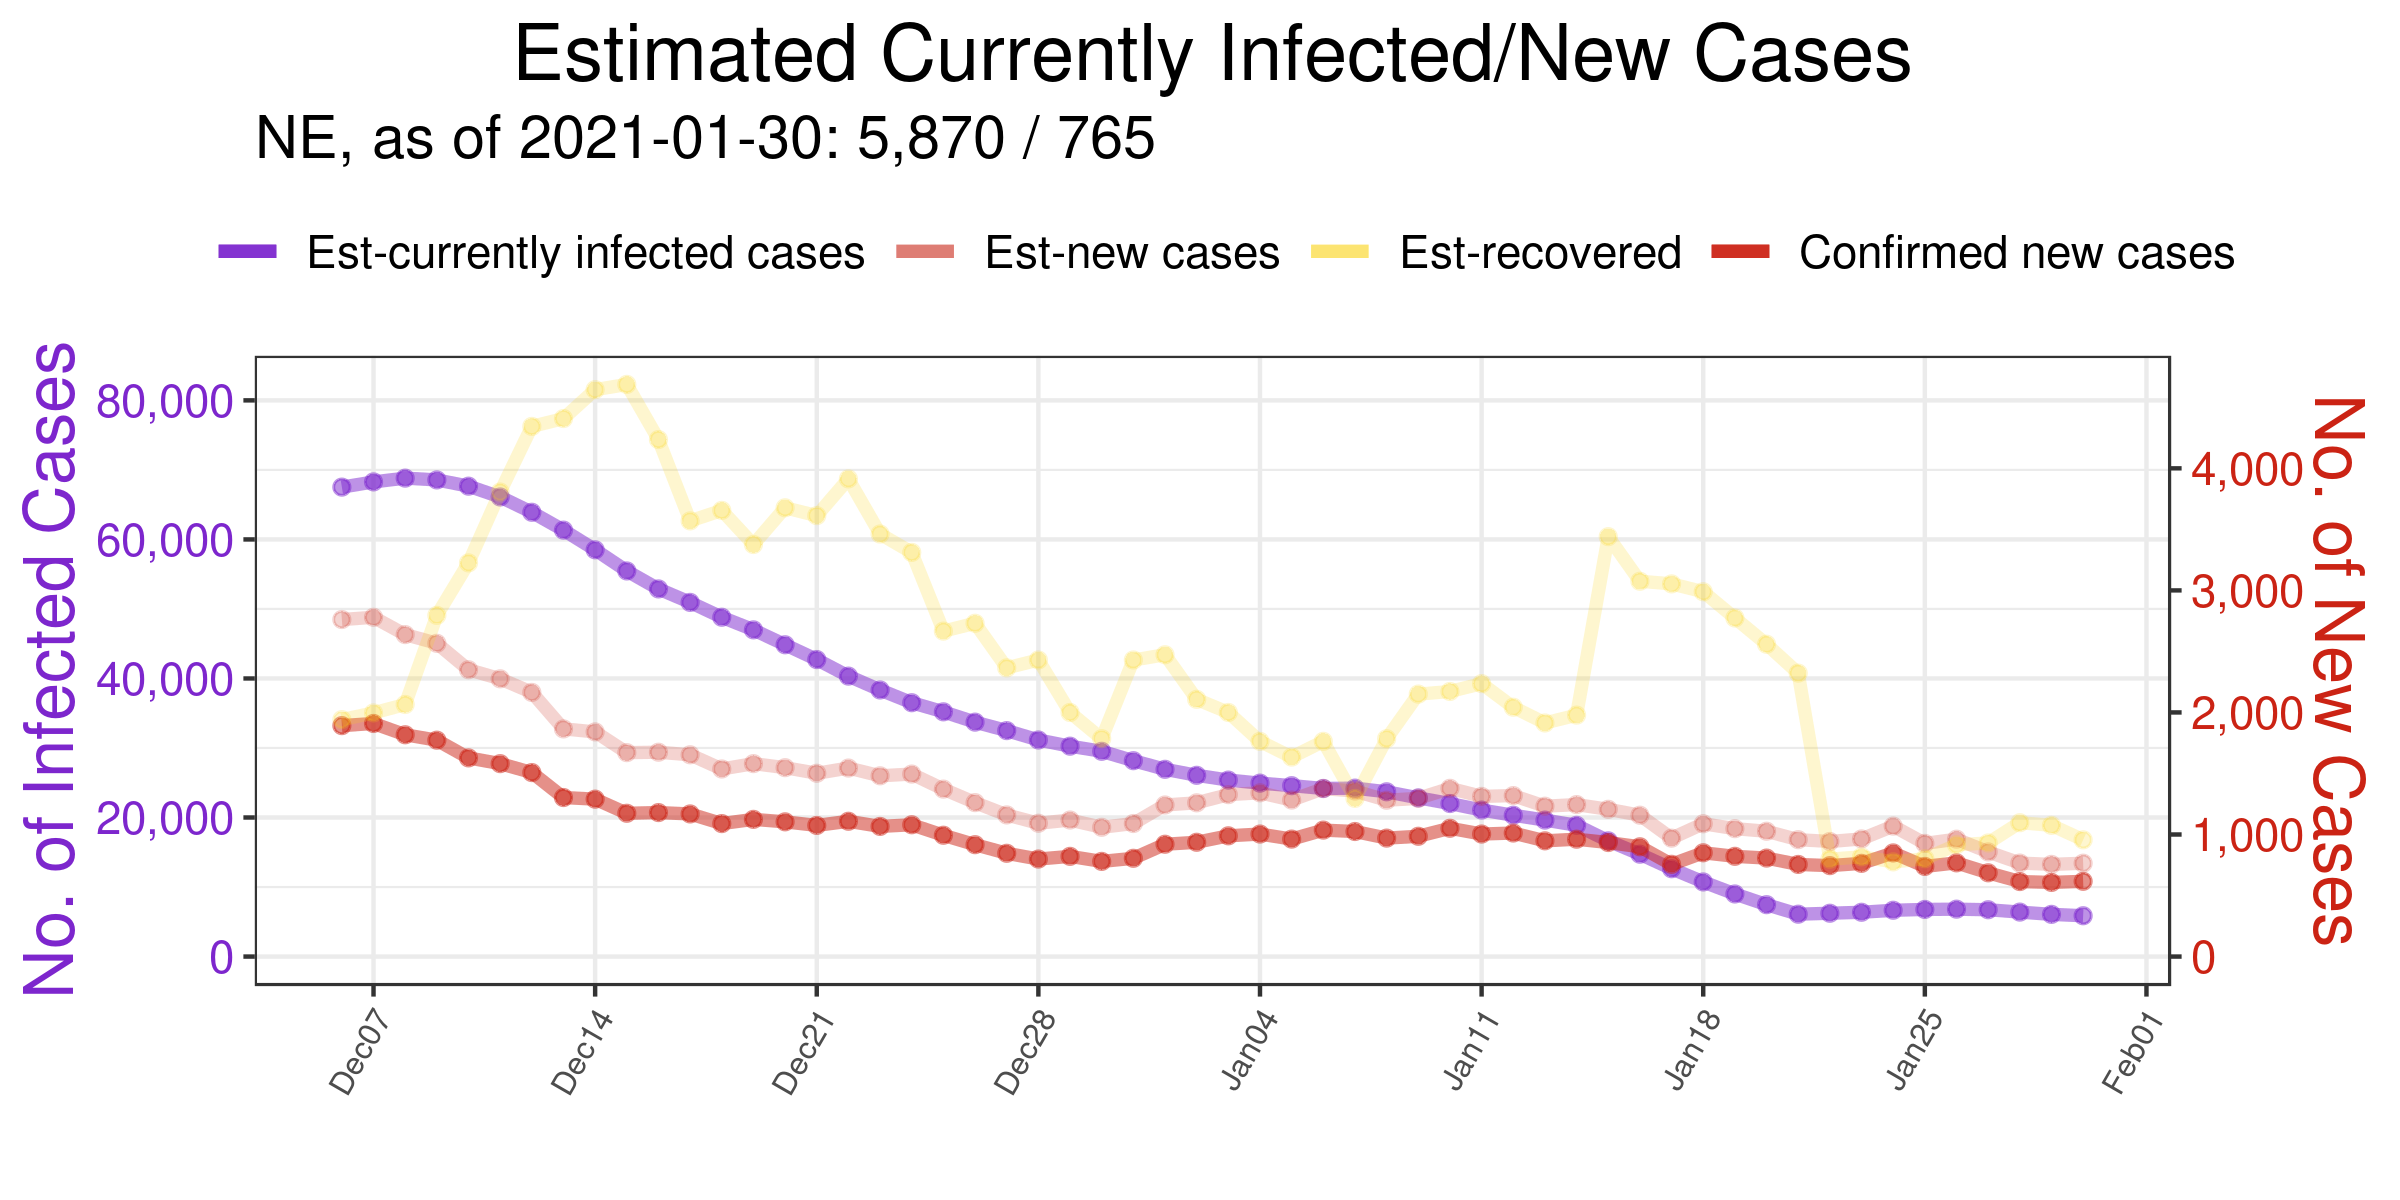 Estimated Currently Infected/New Cases
NE, as of 2021-01-30: 5,870 / 765
Est-currently infected cases Est-new cases Est-recovered Confirmed new cases
No. of Infected Cases
80,000
60,000
40,000
20,000
0
4,000
3,000
2,000
1,000
0
No. of New Cases
Dec07 Dec14 Dec21 Dec28 Jan04 Jan11 Jan18 Jan25 Feb01